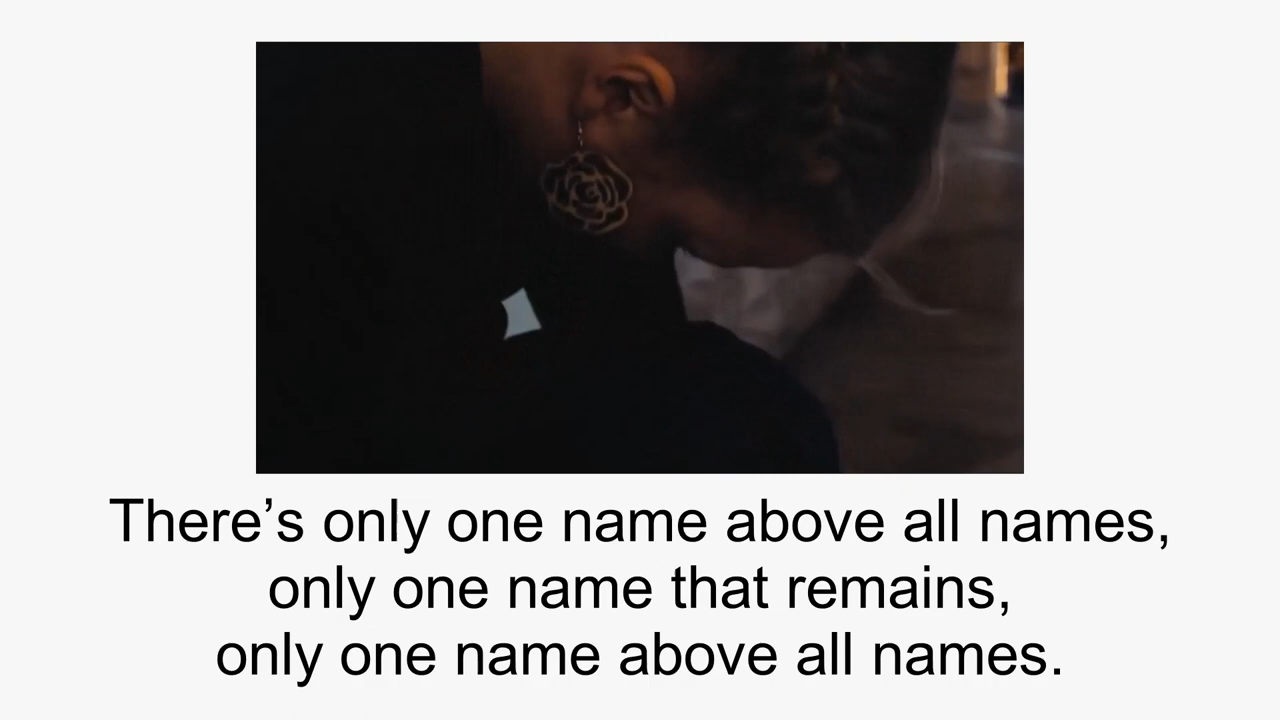 There’s only one name above all names,
only one name that remains,
only one name above all names.